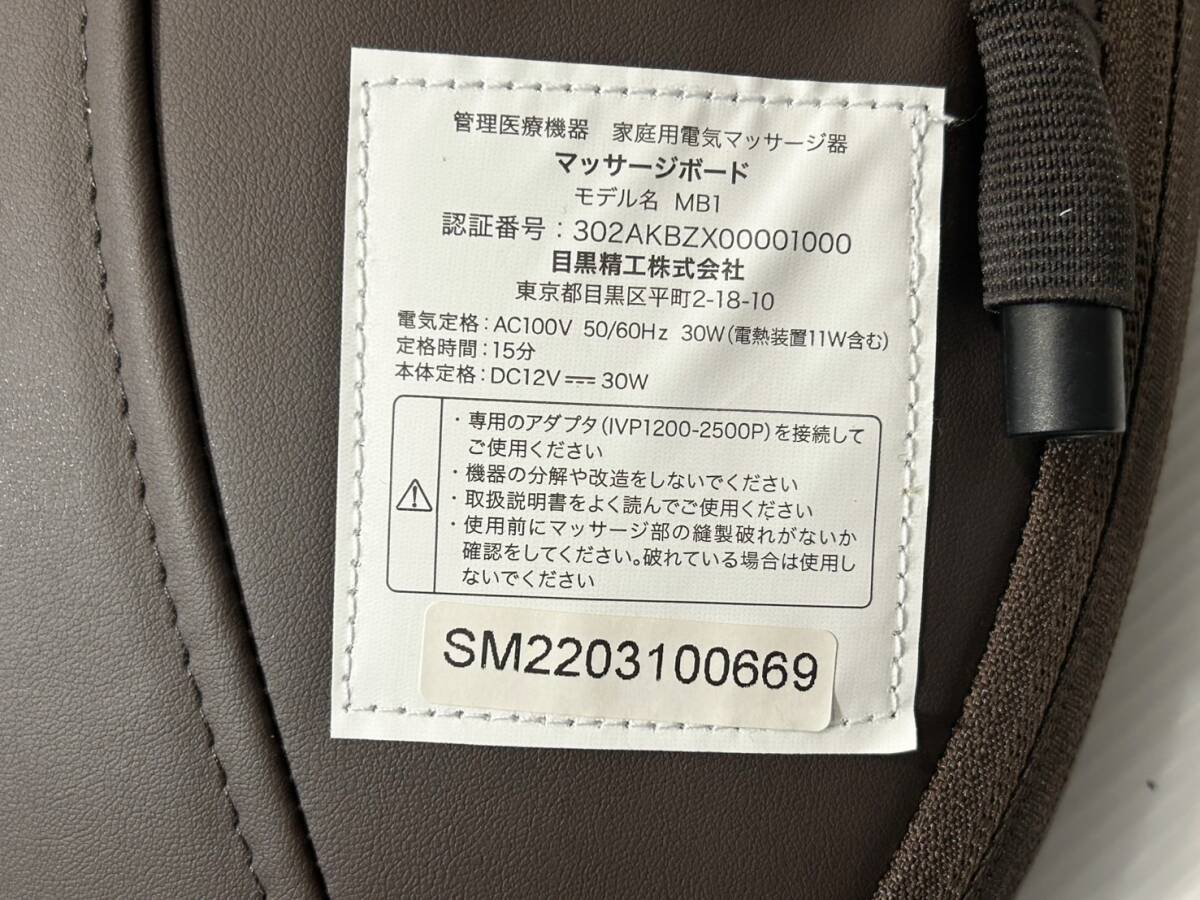 管理医療機器　家庭用電気マッサージ器
マッサージボード
モデル名 MB1
認証番号：302AKBZX00001000
目黒精工株式会社
東京都目黒区平町2-18-10
電気定格：AC100V 50/60Hz 30W（電熱装置11W含む）
定格時間：15分
本体定格：DC12V⎓30W
・専用のアダプタ（IVP1200-2500P）を接続して
ご使用ください
・機器の分解や改造をしないでください
・取扱説明書をよく読んでご使用ください
・使用前にマッサージ部の縫製破れがないか
確認をしてください。破れている場合は使用し
ないでください
SM2203100669